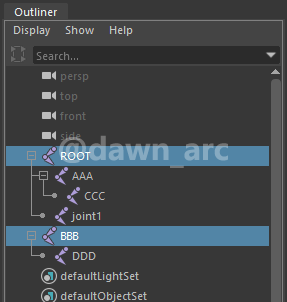 Outliner
Display Show Help
Search...
persp
top
front
side
@dawn_arc
ROOT
AAA
CCC
joint1
BBB
DDD
defaultLightSet
defaultObjectSet